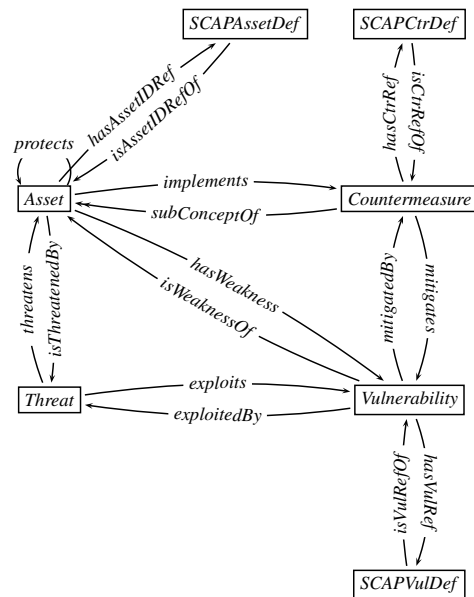 SCAPAssetDef
SCAPCtrDef
hasAssetIDRef
isAssetIDRefOf
hasCtrRef
isCtrRefOf
protects
Asset
implements
subConceptOf
Countermeasure
threatens
isThreatenedBy
hasWeakness
isWeaknessOf
mitigatedBy
mitigates
Threat
exploits
exploitedBy
Vulnerability
isVulRefOf
hasVulRef
SCAPVulDef